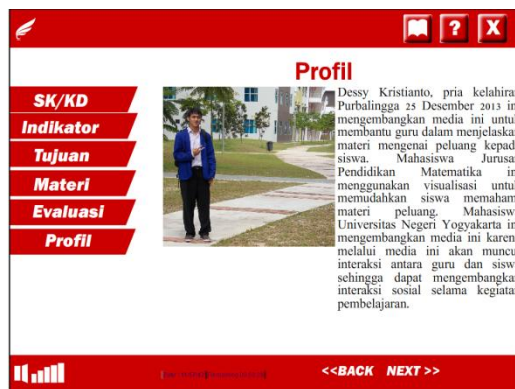 ? X
Profil
SK/KD
Indikator
Tujuan
Materi
Evaluasi
Profil
Dessy Kristianto, pria kelahira
Purbalingga 25 Desember 2013 in
mengembangkan media ini untu
membantu guru dalam menjelaska
materi mengenai peluang kepad
siswa. Mahasiswa Jurusa
Pendidikan Matematika in
menggunakan visualisasi untu
memudahkan siswa memaham
materi peluang. Mahasisw
Universitas Negeri Yogyakarta in
mengembangkan media ini karen
melalui media ini akan muncu
interaksi antara guru dan sisw
sehingga dapat mengembangka
interaksi sosial selama kegiata
pembelajaran.
<<BACK NEXT >>